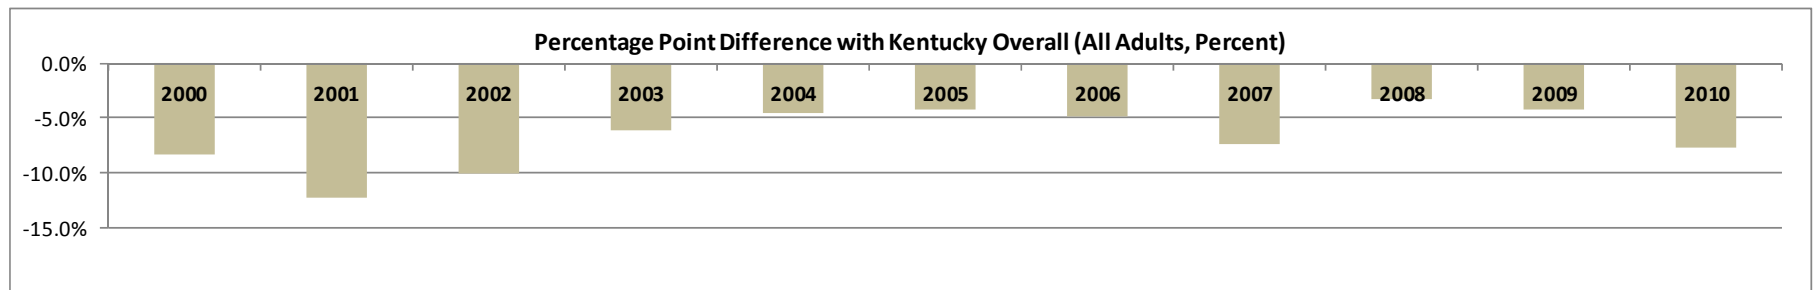 Percentage Point Difference with Kentucky Overall (All Adults, Percent)
0.0%
2000 2001 2002 2003 2004 2005 2006 2007 2008 2009 2010
-5.0%
-10.0%
-15.0%